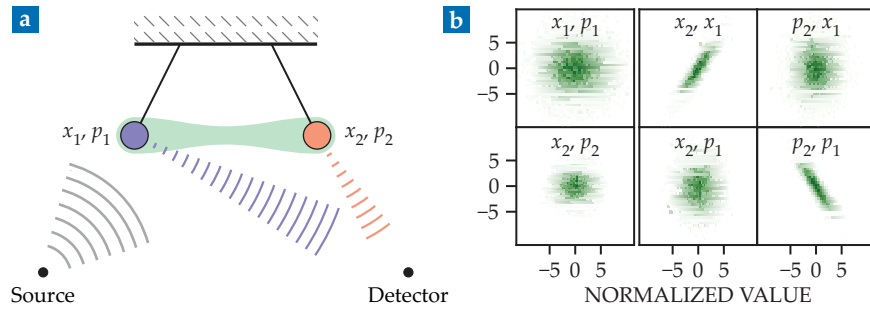 a
x₁, p₁
x₂, p₂
Source
Detector
b
x₁, p₁
x₂, x₁
p₂, x₁
5
0
−5
x₂, p₂
x₂, p₁
p₂, p₁
5
0
−5
−5 0 5
−5 0 5
−5 0 5
NORMALIZED VALUE